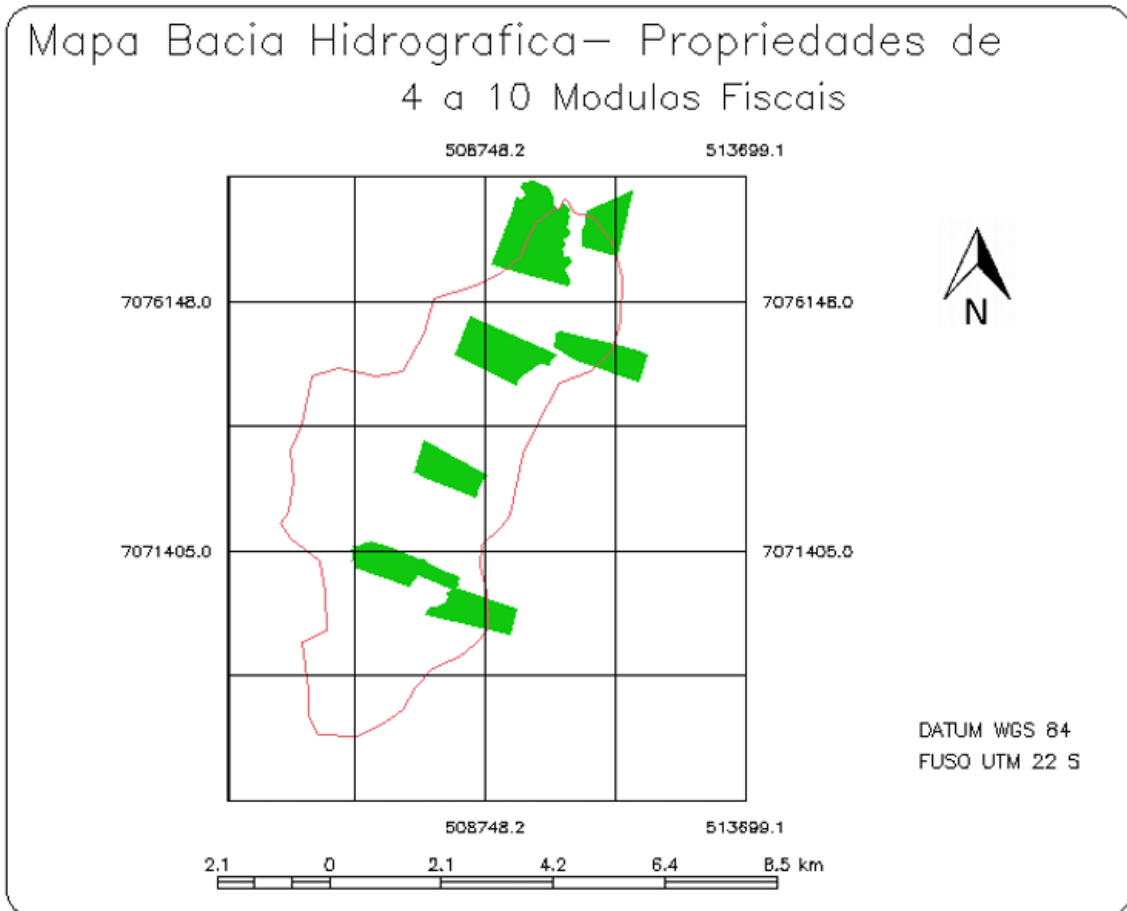 Mapa Bacia Hidrografica- Propriedades de
4 a 10 Modulos Fiscais
508748.2 513699.1
7076148.0 7076148.0
7071405.0 7071405.0
N
DATUM WGS 84
FUSO UTM 22 S
508748.2 513699.1
2.1 0 2.1 4.2 6.4 8.5 km